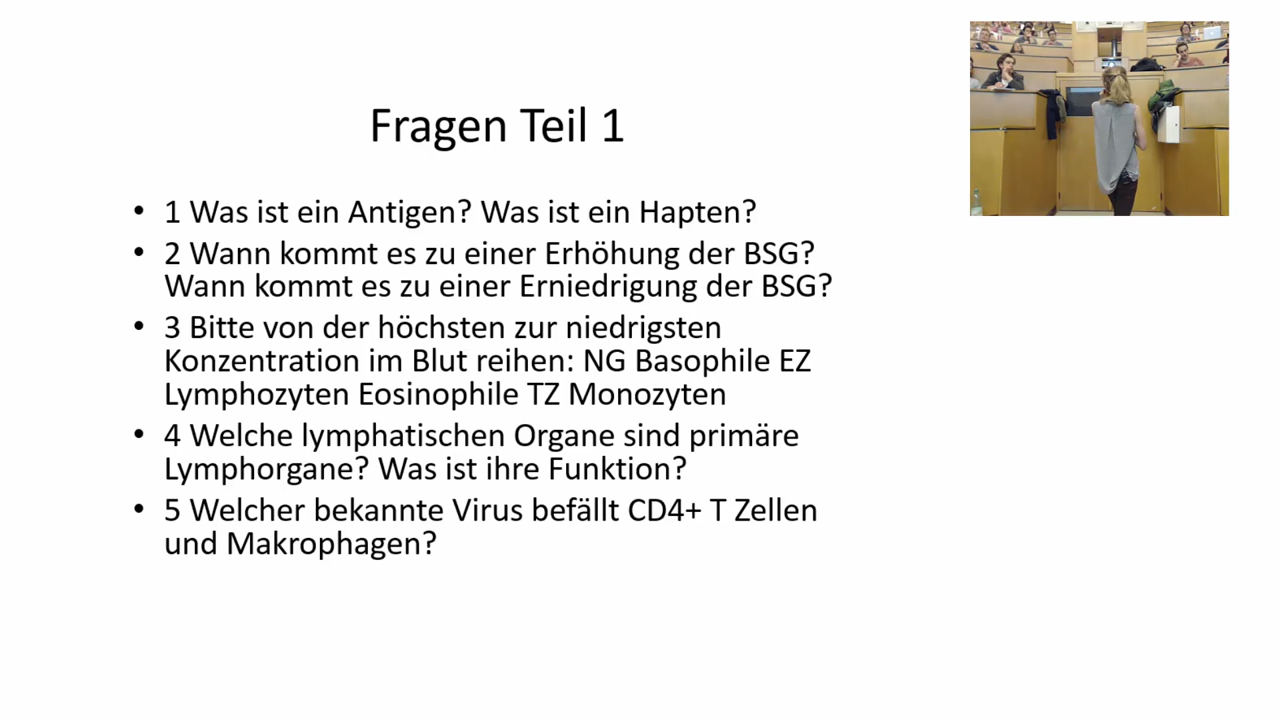 Fragen Teil 1
• 1 Was ist ein Antigen? Was ist ein Hapten?
• 2 Wann kommt es zu einer Erhöhung der BSG?
Wann kommt es zu einer Erniedrigung der BSG?
• 3 Bitte von der höchsten zur niedrigsten
Konzentration im Blut reihen: NG Basophile EZ
Lymphozyten Eosinophile TZ Monozyten
• 4 Welche lymphatischen Organe sind primäre
Lymphorgane? Was ist ihre Funktion?
• 5 Welcher bekannte Virus befällt CD4+ T Zellen
und Makrophagen?